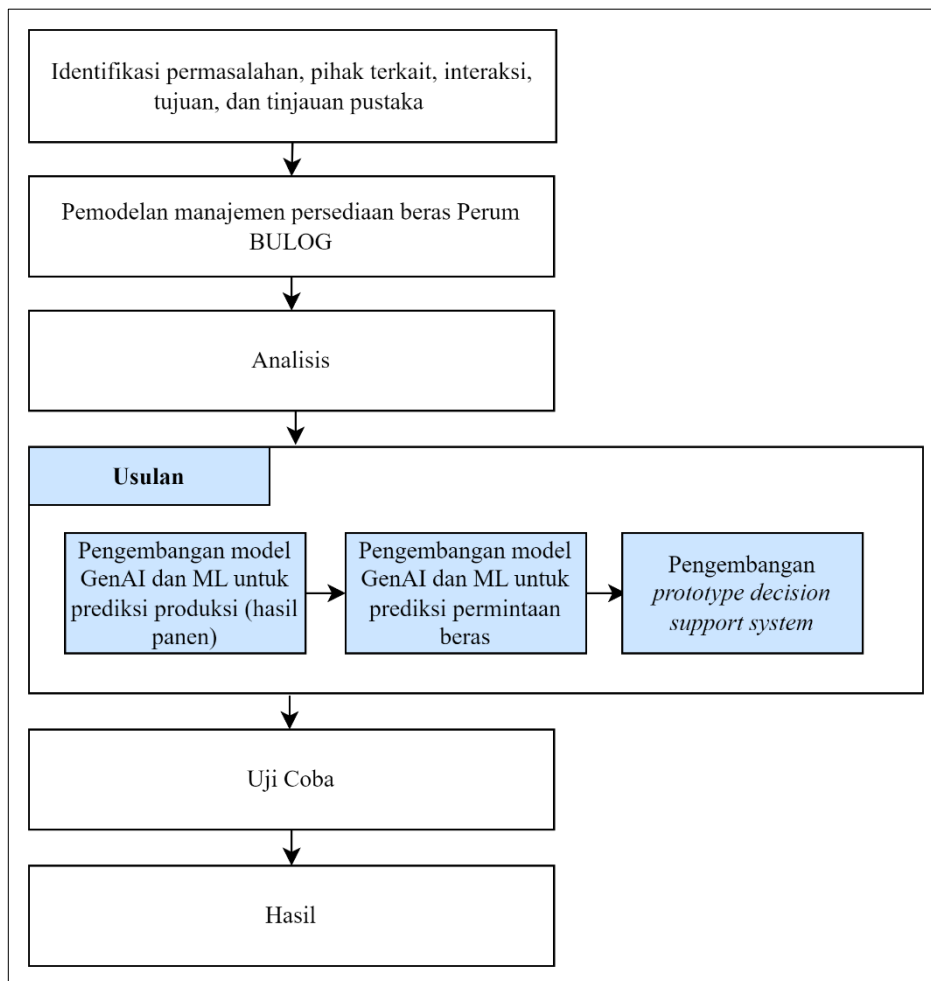 Identifikasi permasalahan, pihak terkait, interaksi,
tujuan, dan tinjauan pustaka
Pemodelan manajemen persediaan beras Perum
BULOG
Analisis
Usulan
Pengembangan model
GenAI dan ML untuk
prediksi produksi (hasil
panen)
Pengembangan model
GenAI dan ML untuk
prediksi permintaan
beras
Pengembangan
prototype decision
support system
Uji Coba
Hasil